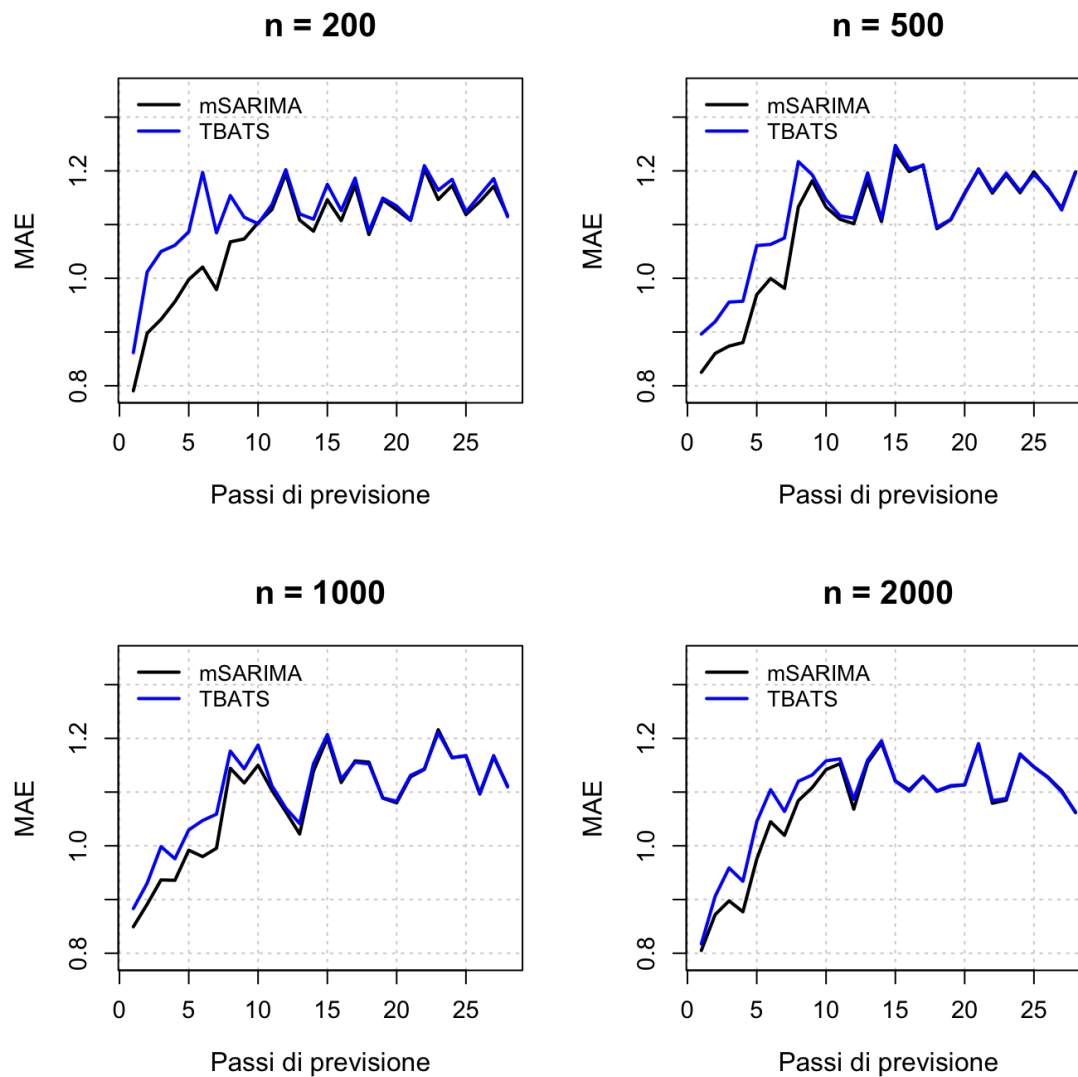 n = 200
mSARIMA
TBATS
MAE
1.2
1.0
0.8
0 5 10 15 20 25
Passi di previsione
n = 500
mSARIMA
TBATS
MAE
1.2
1.0
0.8
0 5 10 15 20 25
Passi di previsione
n = 1000
mSARIMA
TBATS
MAE
1.2
1.0
0.8
0 5 10 15 20 25
Passi di previsione
n = 2000
mSARIMA
TBATS
MAE
1.2
1.0
0.8
0 5 10 15 20 25
Passi di previsione